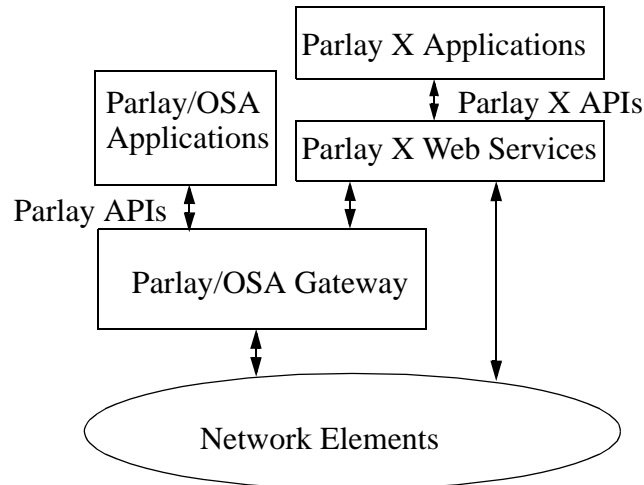 Parlay X Applications
Parlay/OSA
Applications
Parlay X APIs
Parlay X Web Services
Parlay APIs
Parlay/OSA Gateway
Network Elements